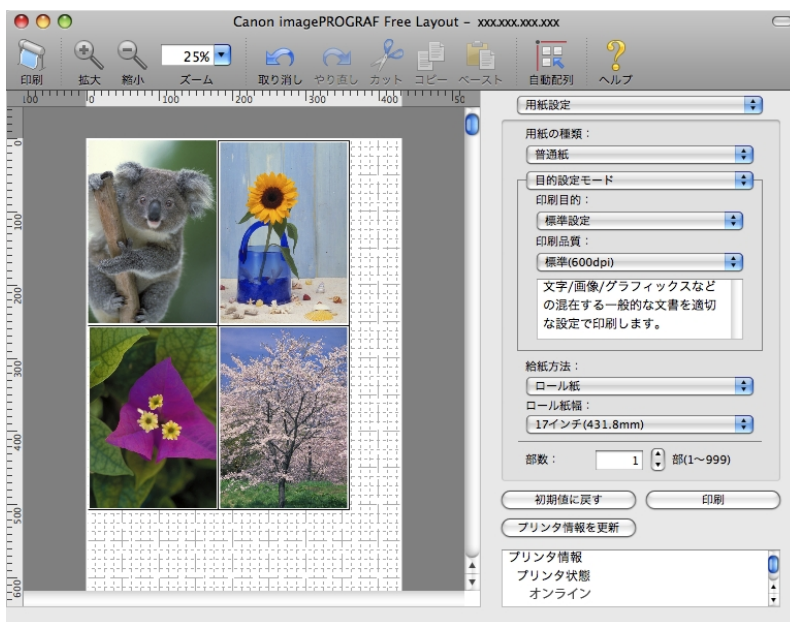 Canon imagePROGRAF Free Layout – xxx.xxx.xxx.xxx
印刷 拡大 縮小 25% ズーム 取り消し やり直し カット コピー ペースト 自動配列 ヘルプ
100 0 100 200 300 400 50
0
100
200
300
400
500
600
用紙設定
用紙の種類：
普通紙
目的設定モード
印刷目的：
標準設定
印刷品質：
標準(600dpi)
文字/画像/グラフィックスなど
の混在する一般的な文書を適切
な設定で印刷します。
給紙方法：
ロール紙
ロール紙幅：
17インチ(431.8mm)
部数： 1 部(1〜999)
初期値に戻す 印刷
プリンタ情報を更新
プリンタ情報
プリンタ状態
オンライン